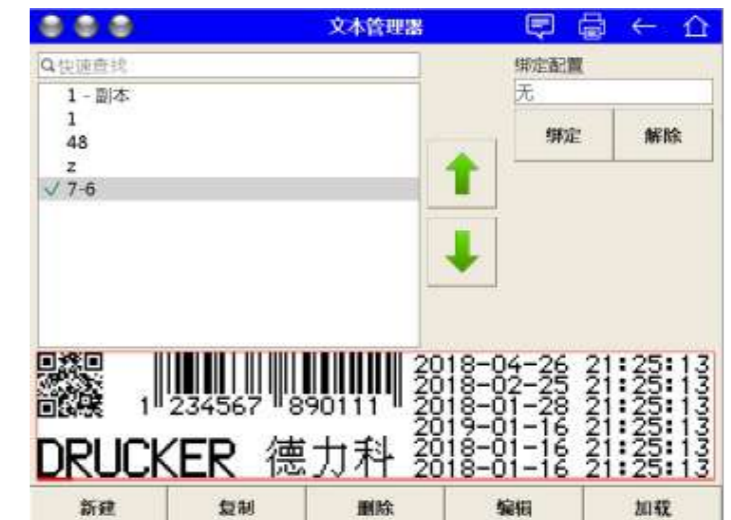 文本管理器
快速查找
绑定配置
1 - 副本
无
1
绑定
解除
48
z
✓ 7-6
1 234567 890111
2018-04-26 21:25:13
2018-02-25 21:25:13
2018-01-28 21:25:13
2019-01-16 21:25:13
2018-01-16 21:25:13
2018-01-16 21:25:13
DRUCKER 德力科
新建
复制
删除
编辑
加载